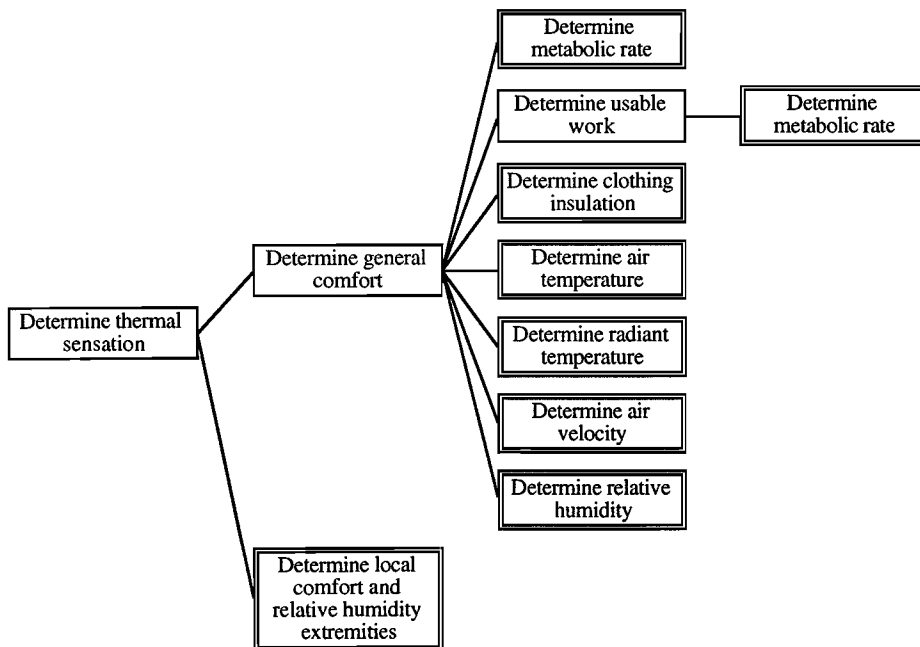 Determine
metabolic rate
Determine usable
work
Determine
metabolic rate
Determine clothing
insulation
Determine general
comfort
Determine air
temperature
Determine thermal
sensation
Determine radiant
temperature
Determine air
velocity
Determine relative
humidity
Determine local
comfort and
relative humidity
extremities